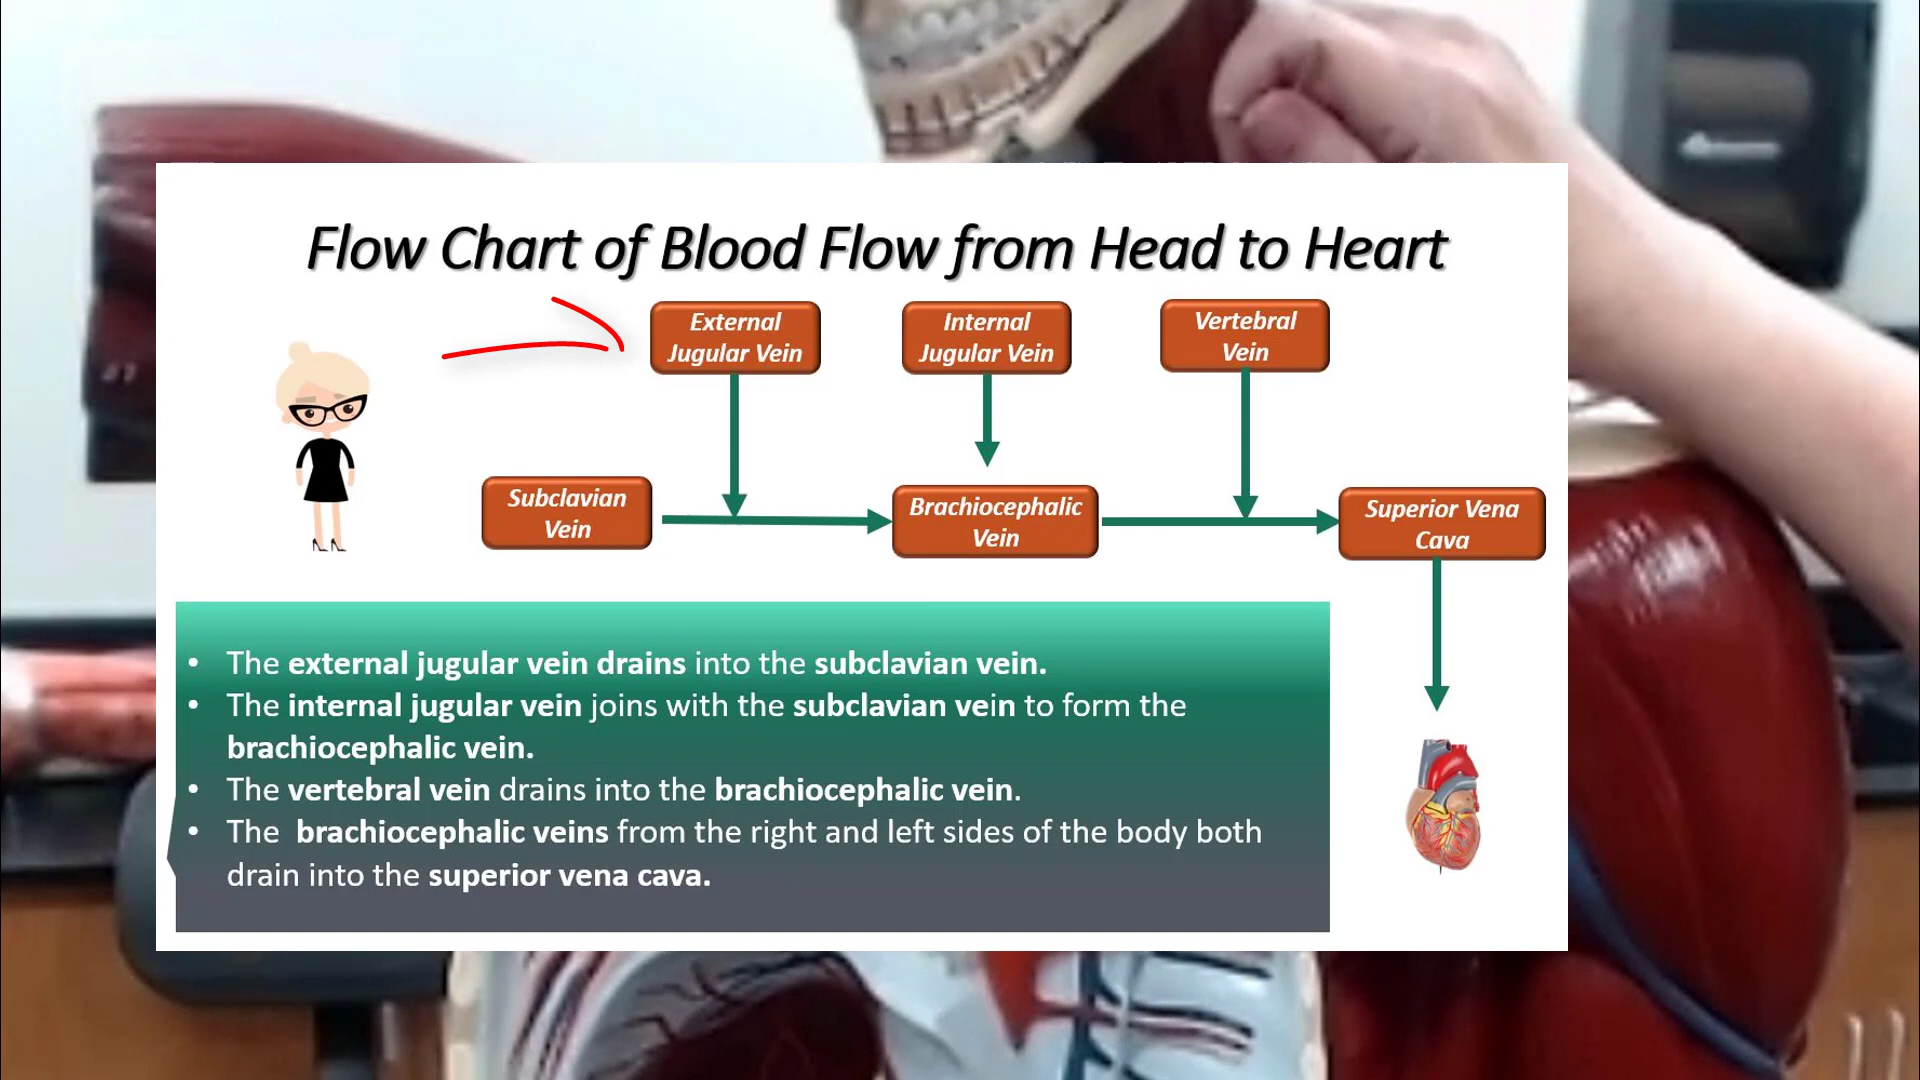 Flow Chart of Blood Flow from Head to Heart
External
Jugular Vein
Internal
Jugular Vein
Vertebral
Vein
Subclavian
Vein
Brachiocephalic
Vein
Superior Vena
Cava
• The external jugular vein drains into the subclavian vein.
• The internal jugular vein joins with the subclavian vein to form the
brachiocephalic vein.
• The vertebral vein drains into the brachiocephalic vein.
• The brachiocephalic veins from the right and left sides of the body both
drain into the superior vena cava.